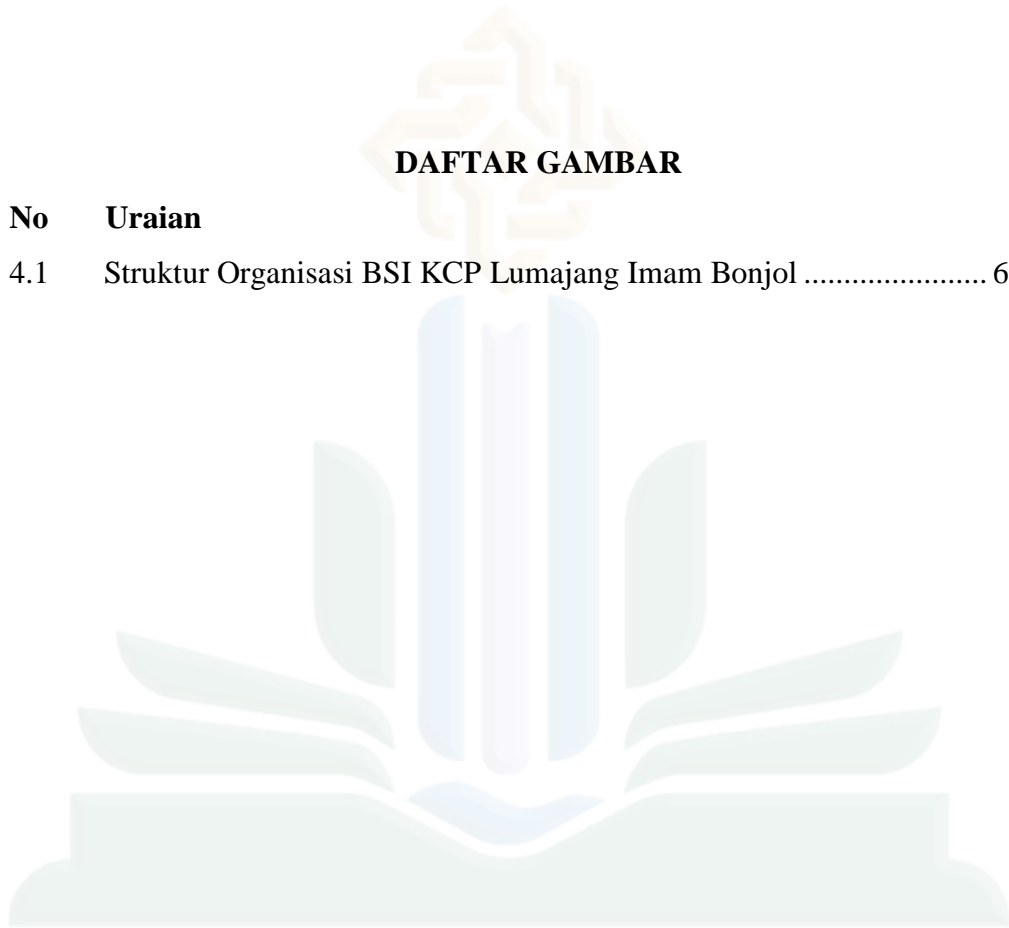 DAFTAR GAMBAR
No Uraian
4.1 Struktur Organisasi BSI KCP Lumajang Imam Bonjol ....................... 6